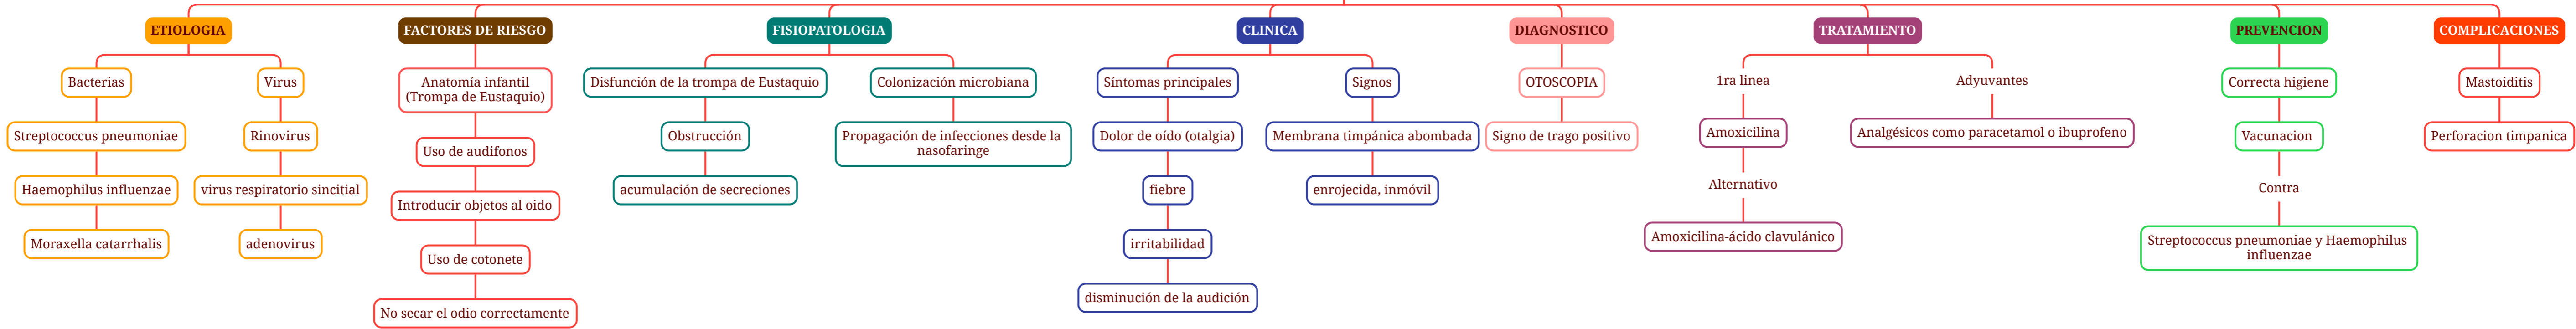 ETIOLOGIA
Bacterias
Streptococcus pneumoniae
Haemophilus influenzae
Moraxella catarrhalis
Virus
Rinovirus
virus respiratorio sincitial
adenovirus
FACTORES DE RIESGO
Anatomía infantil
(Trompa de Eustaquio)
Uso de audifonos
Introducir objetos al oido
Uso de cotonete
No secar el odio correctamente
FISIOPATOLOGIA
Disfunción de la trompa de Eustaquio
Obstrucción
acumulación de secreciones
Colonización microbiana
Propagación de infecciones desde la
nasofaringe
CLINICA
Síntomas principales
Dolor de oído (otalgia)
fiebre
irritabilidad
disminución de la audición
Signos
Membrana timpánica abombada
enrojecida, inmóvil
DIAGNOSTICO
OTOSCOPIA
Signo de trago positivo
TRATAMIENTO
1ra linea
Amoxicilina
Alternativo
Amoxicilina-ácido clavulánico
Adyuvantes
Analgésicos como paracetamol o ibuprofeno
PREVENCION
Correcta higiene
Vacunacion
Contra
Streptococcus pneumoniae y Haemophilus
influenzae
COMPLICACIONES
Mastoiditis
Perforacion timpanica